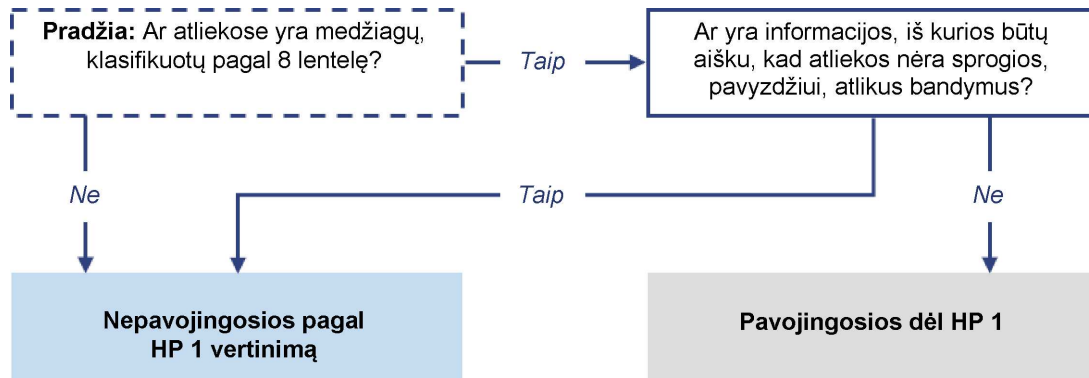 Pradžia: Ar atliekose yra medžiagų,
klasifikuotų pagal 8 lentelę?
Taip
Ar yra informacijos, iš kurios būtų
aišku, kad atliekos nėra sprogios,
pavyzdžiui, atlikus bandymus?
Ne
Taip
Ne
Nepavojingosios pagal
HP 1 vertinimą
Pavojingosios dėl HP 1